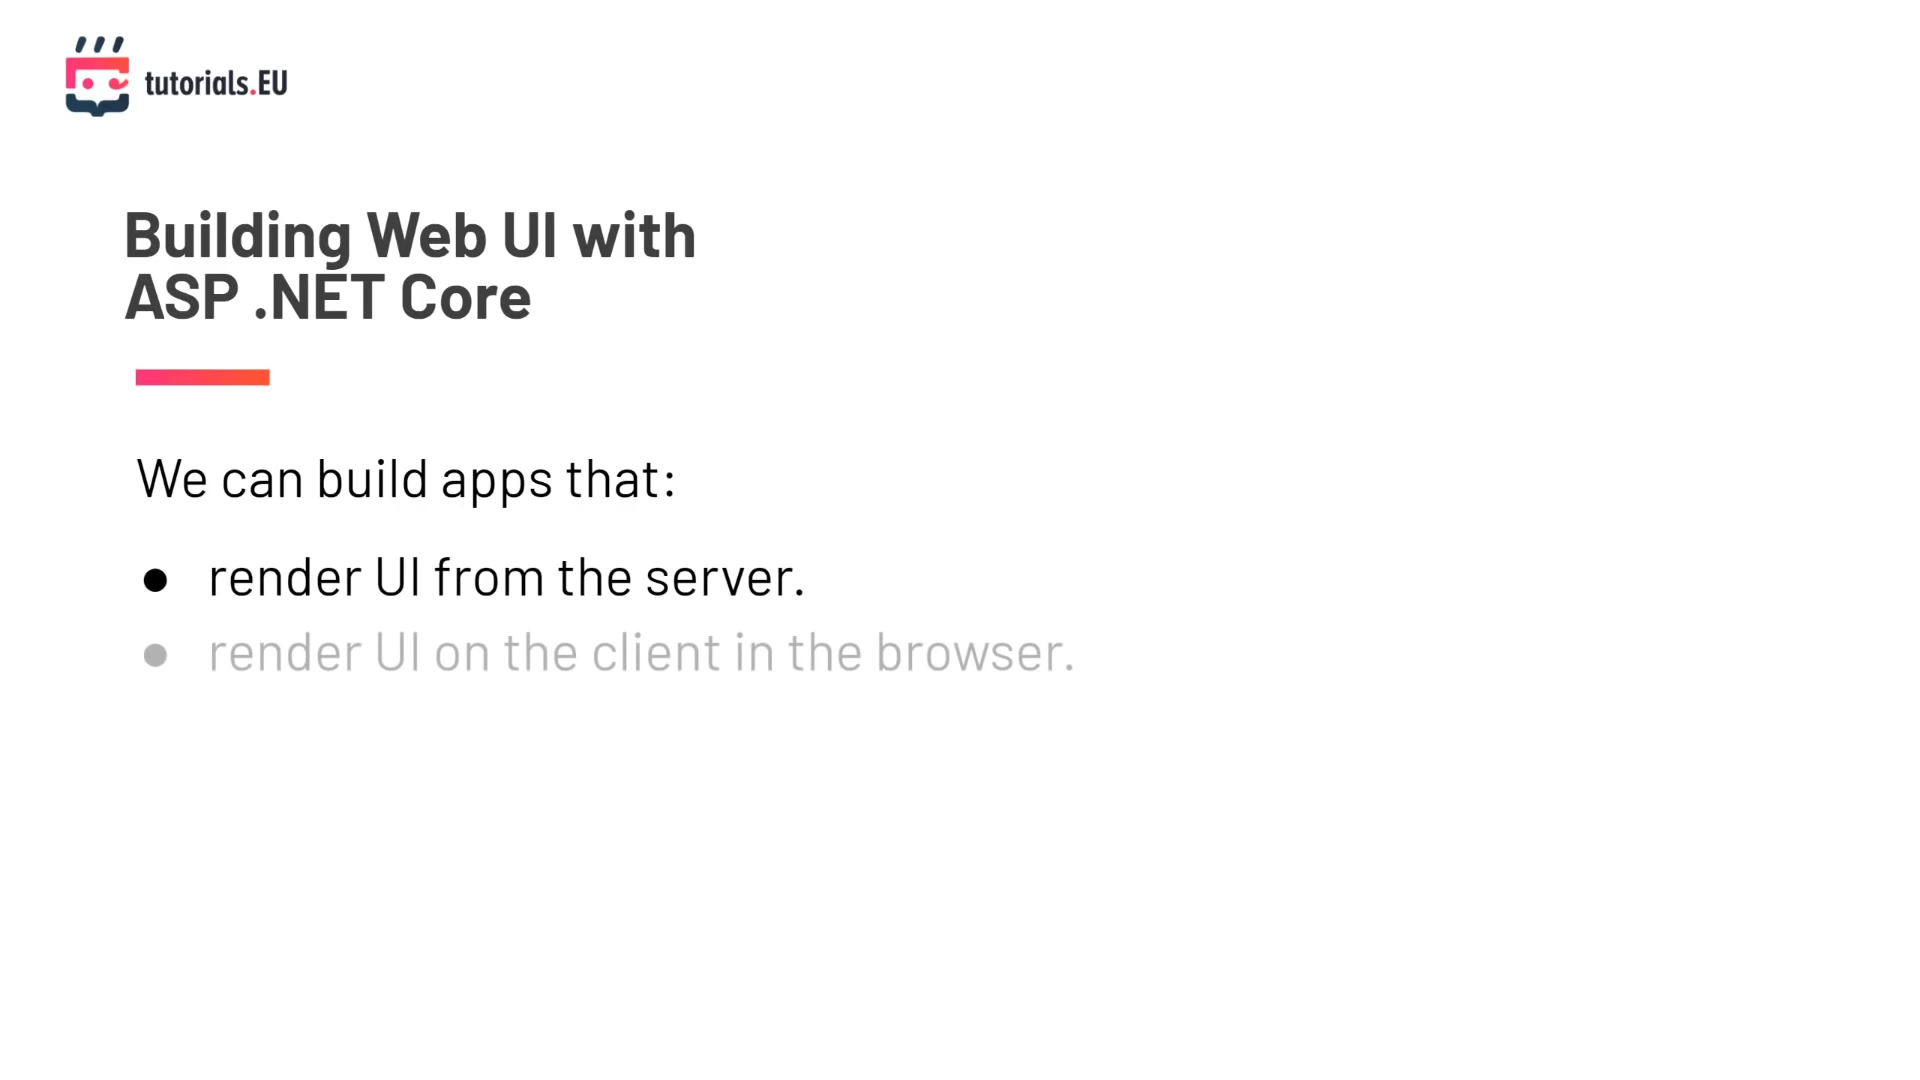 tutorials.EU
Building Web UI with
ASP .NET Core
We can build apps that:
● render UI from the server.
● render UI on the client in the browser.